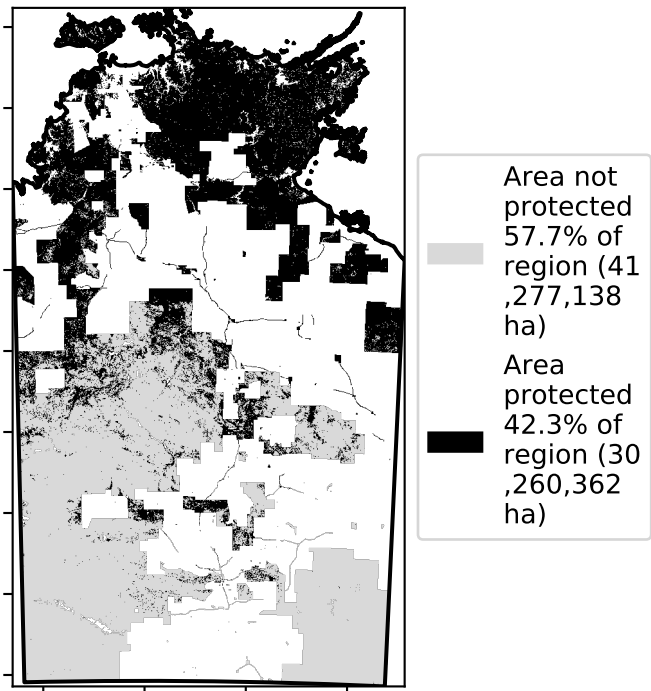 Area not
protected
57.7% of
region (41
,277,138
ha)
Area
protected
42.3% of
region (30
,260,362
ha)